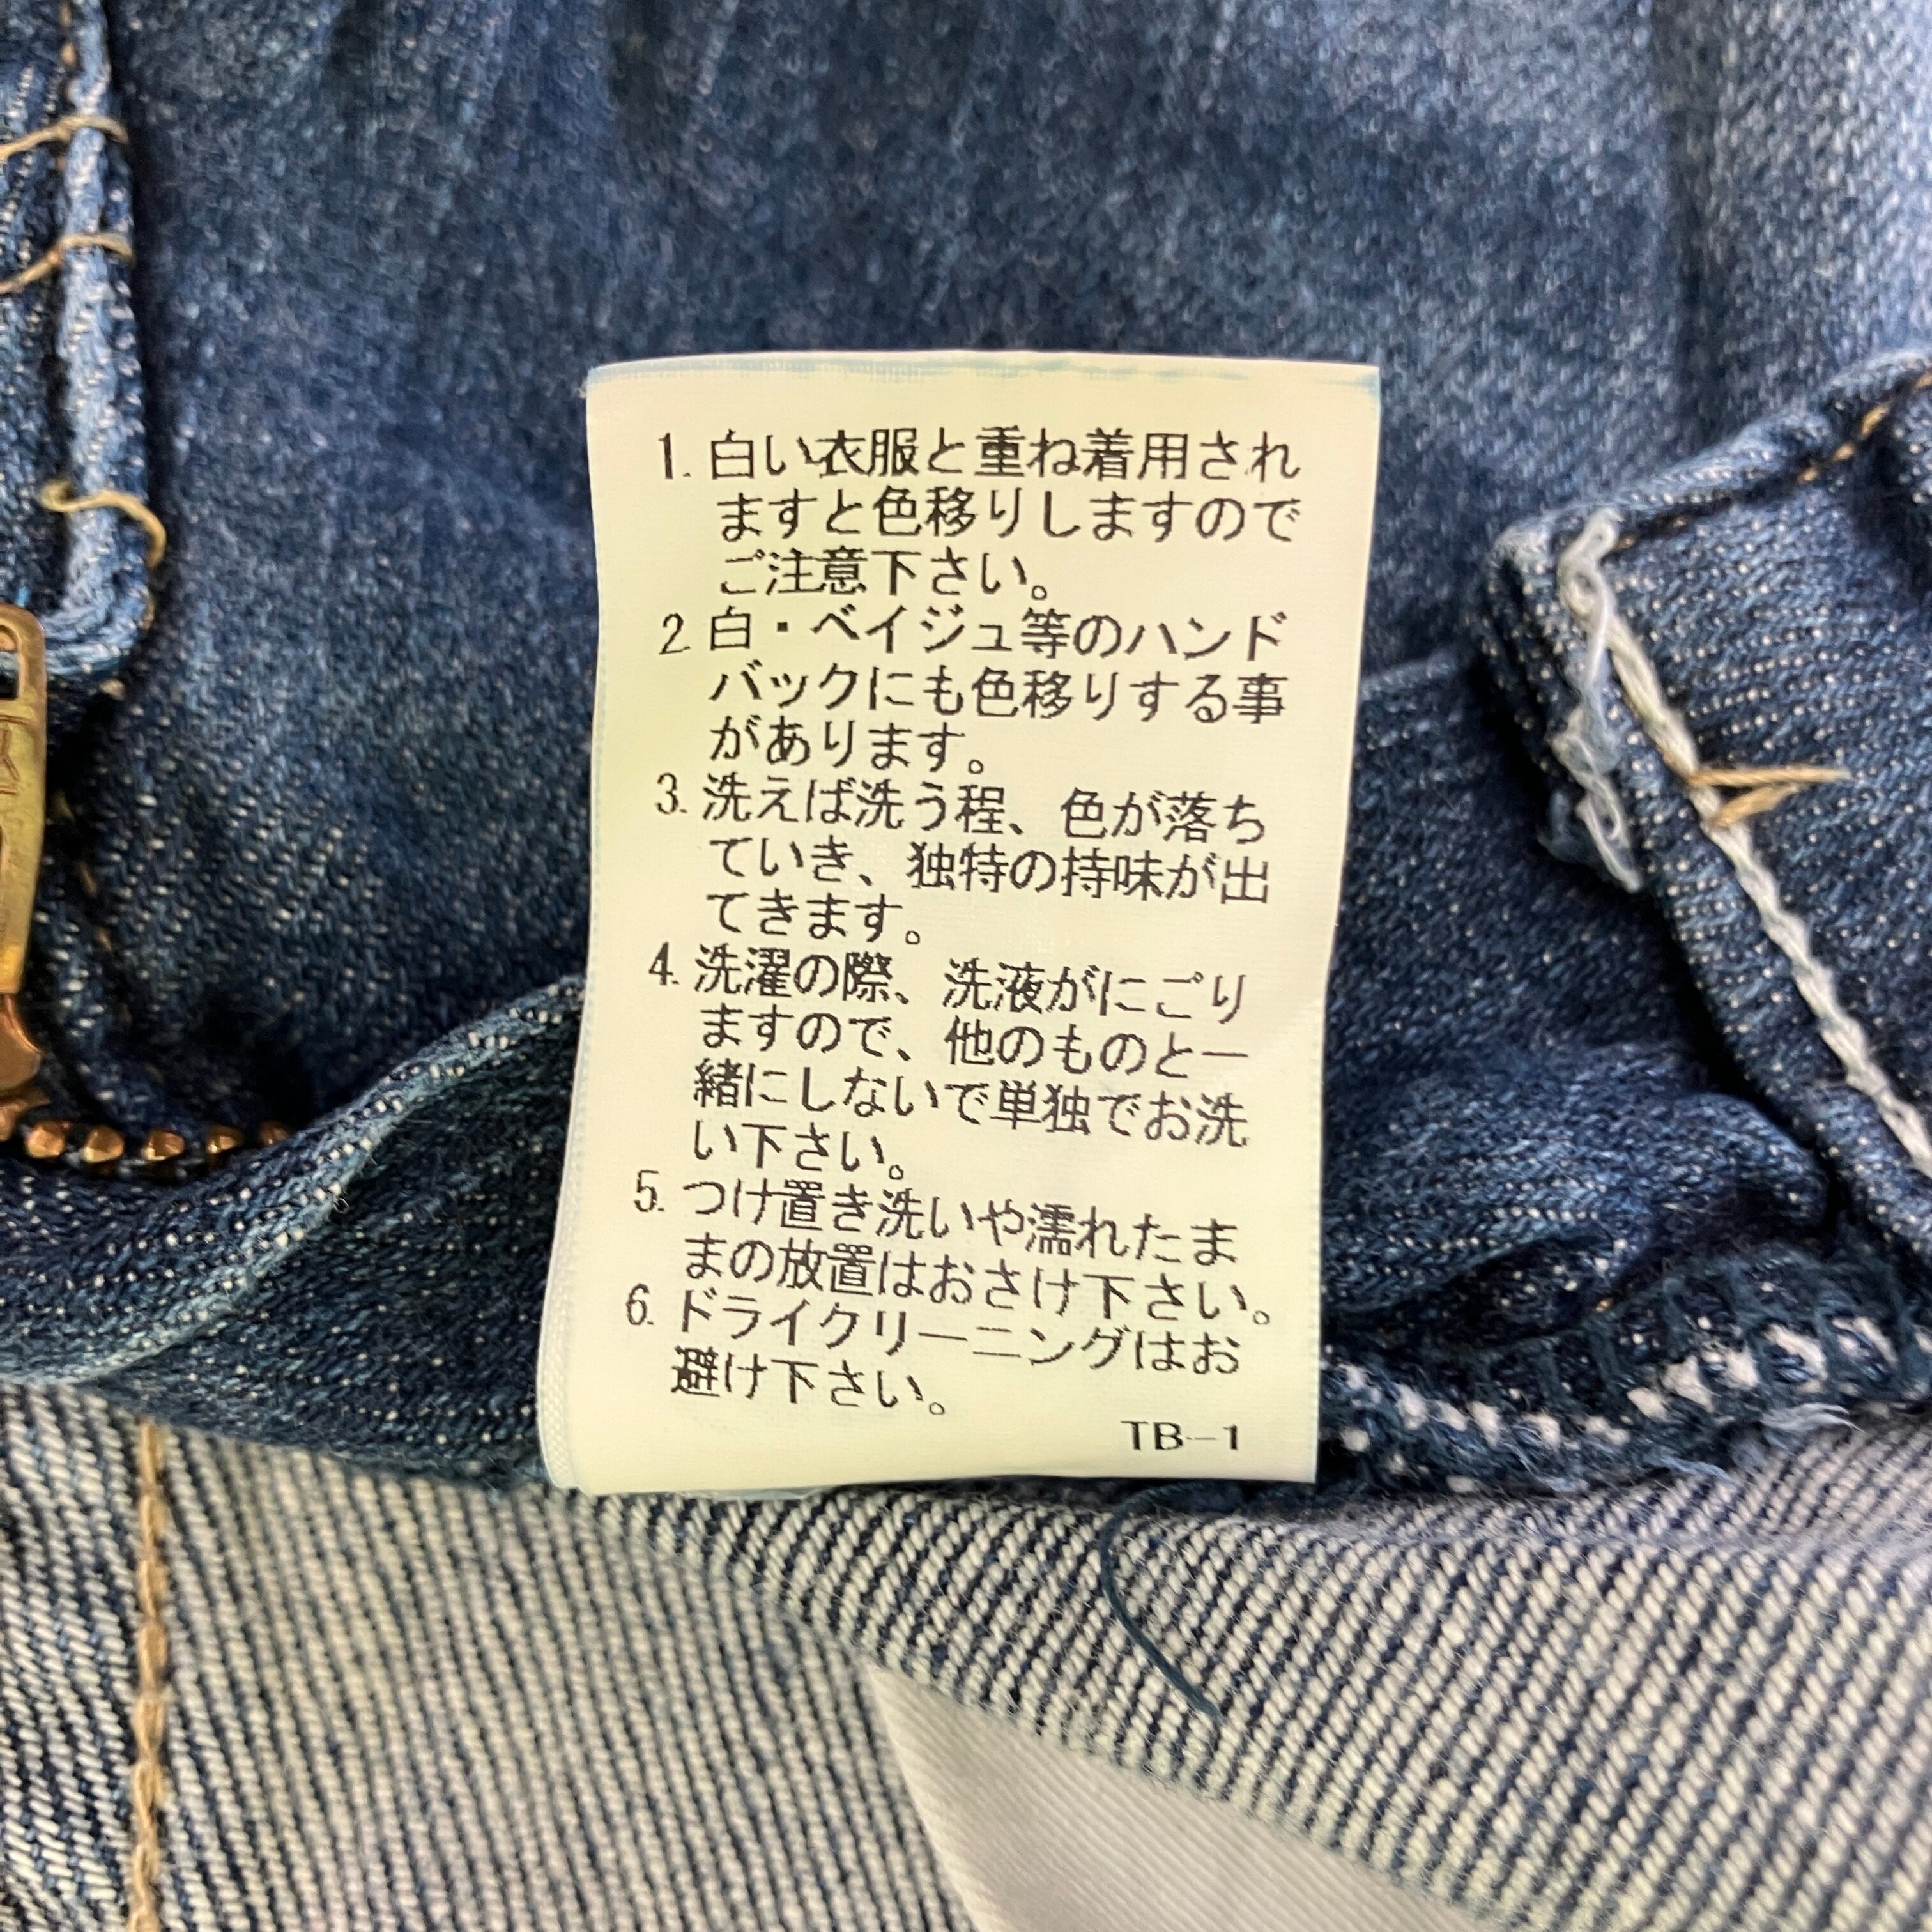 1. 白い衣服と重ね着用され
ますと色移りしますので
ご注意下さい。
2. 白・ベイジュ等のハンド
バックにも色移りする事
があります。
3. 洗えば洗う程、色が落ち
ていき、独特の持味が出
てきます。
4. 洗濯の際、洗液がにごり
ますので、他のものと一
緒にしないで単独でお洗
い下さい。
5. つけ置き洗いや濡れたま
まの放置はおさけ下さい。
6. ドライクリーニングはお
避け下さい。
TB-1